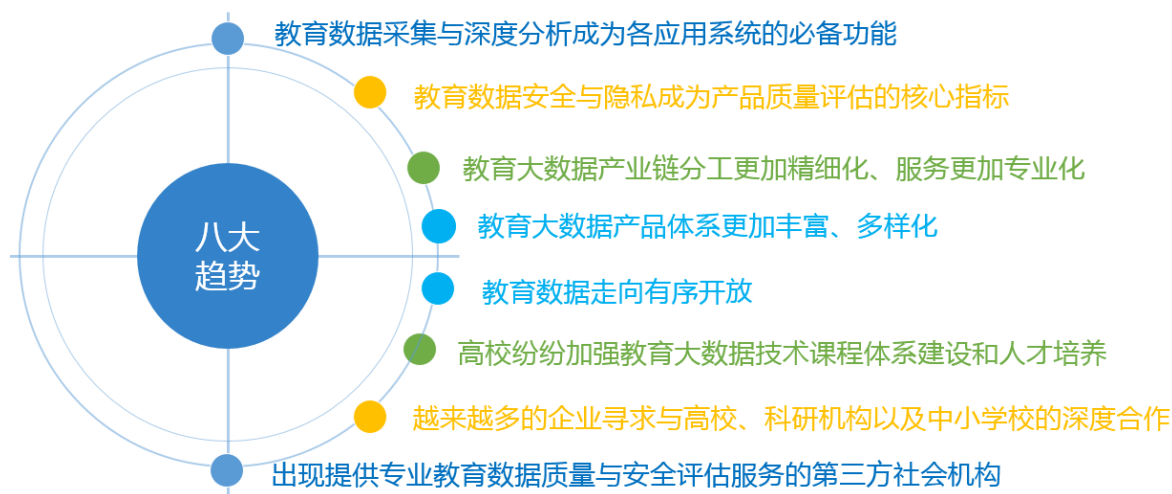 教育数据采集与深度分析成为各应用系统的必备功能
教育数据安全与隐私成为产品质量评估的核心指标
教育大数据产业链分工更加精细化、服务更加专业化
教育大数据产品体系更加丰富、多样化
八大
趋势
教育数据走向有序开放
高校纷纷加强教育大数据技术课程体系建设和人才培养
越来越多的企业寻求与高校、科研机构以及中小学校的深度合作
出现提供专业教育数据质量与安全评估服务的第三方社会机构